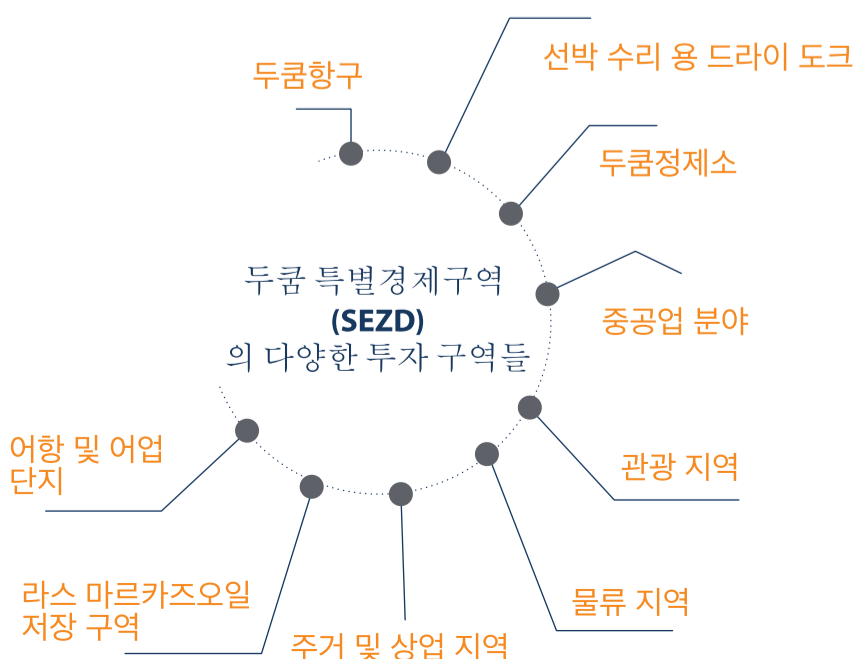 두쿰항구
선박 수리 용 드라이 도크
두쿰정제소
중공업 분야
관광 지역
물류 지역
주거 및 상업 지역
라스 마르카즈오일
저장 구역
어항 및 어업
단지
두쿰 특별경제구역
(SEZD)
의 다양한 투자 구역들